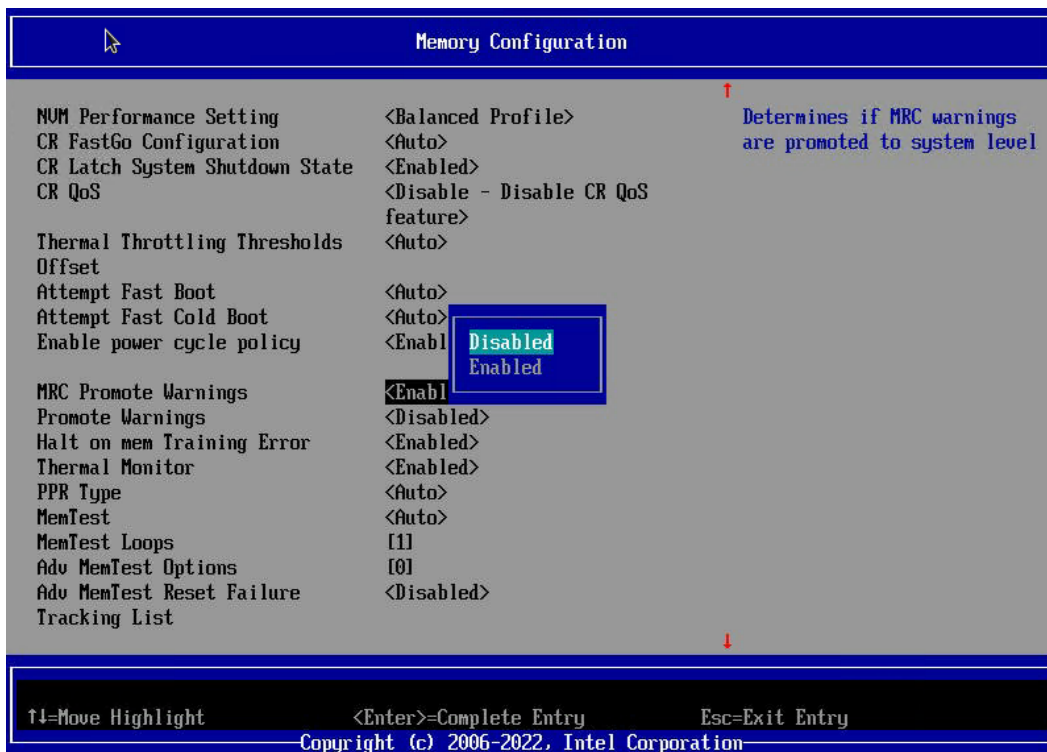 Memory Configuration
NVM Performance Setting <Balanced Profile>
CR FastGo Configuration <Auto>
CR Latch System Shutdown State <Enabled>
CR QoS <Disable - Disable CR QoS
feature>
Thermal Throttling Thresholds <Auto>
Offset
Attempt Fast Boot <Auto>
Attempt Fast Cold Boot <Auto>
Enable power cycle policy <Enabl
MRC Promote Warnings <Enabl
Promote Warnings <Disabled>
Halt on mem Training Error <Enabled>
Thermal Monitor <Enabled>
PPR Type <Auto>
MemTest <Auto>
MemTest Loops [1]
Adv MemTest Options [0]
Adv MemTest Reset Failure <Disabled>
Tracking List
Disabled
Enabled
Determines if MRC warnings
are promoted to system level
↑↓=Move Highlight <Enter>=Complete Entry Esc=Exit Entry
Copyright (c) 2006-2022, Intel Corporation